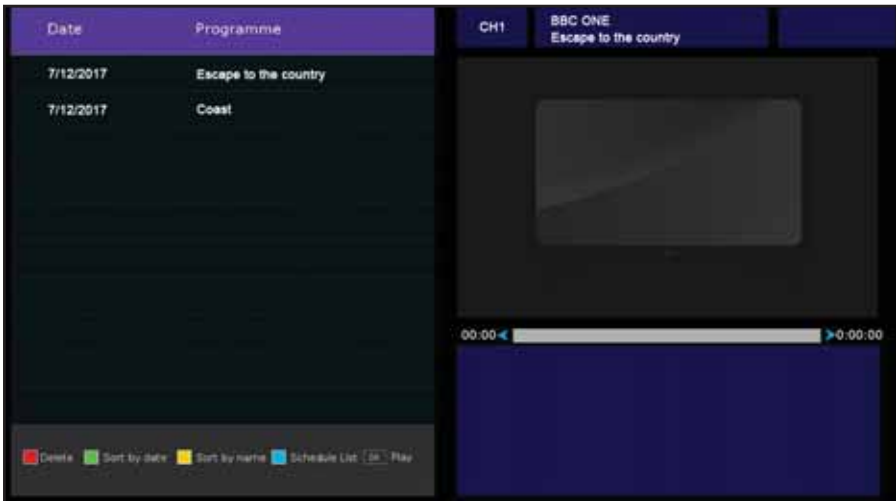 Date Programme
7/12/2017 Escape to the country
7/12/2017 Coast
Delete Sort by date Sort by name Schedule List OK Play
CH1
BBC ONE
Escape to the country
00:00 0:00:00